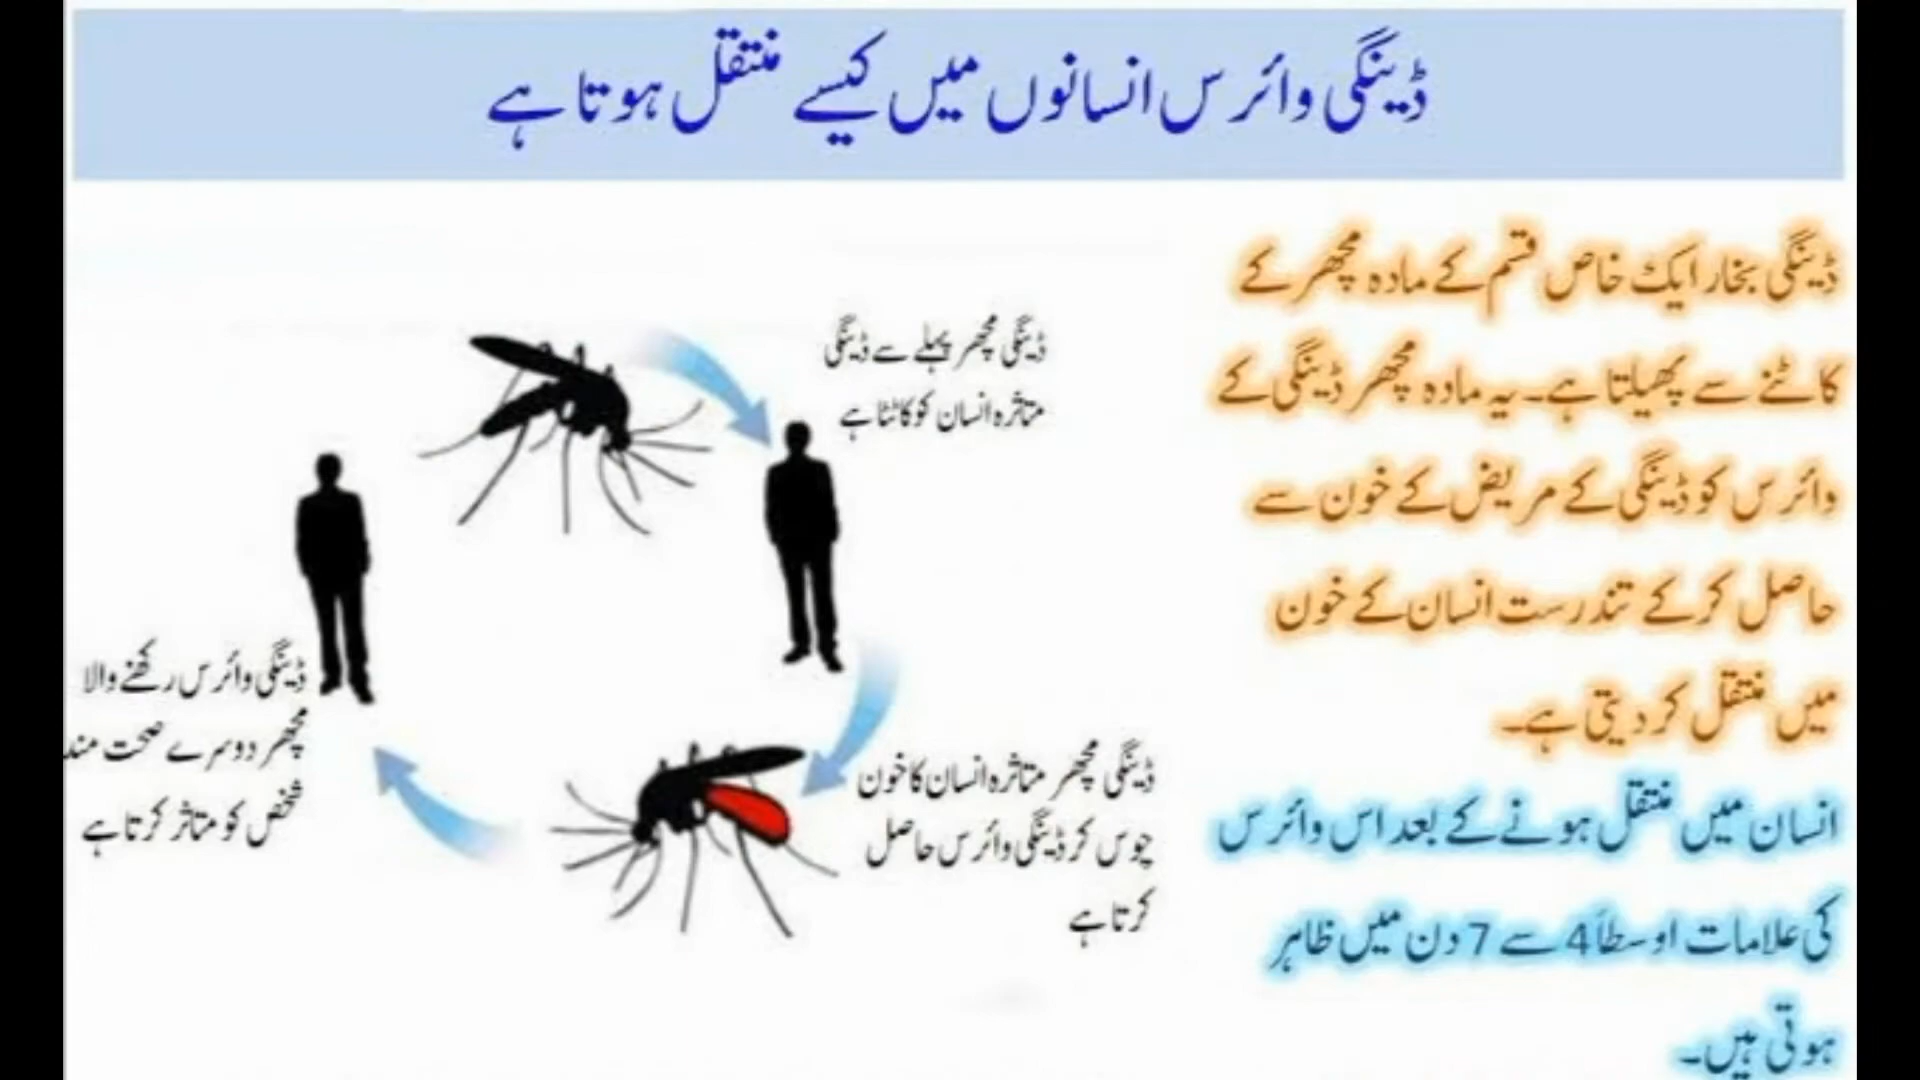 ڈینگی وائرس انسانوں میں کیسے منتقل ہوتا ہے
ڈینگی بخار ایک خاص قسم کے مادہ مچھر کے
کاٹنے سے پھیلتا ہے۔ یہ مادہ مچھر ڈینگی کے
وائرس کو ڈینگی کے مریض کے خون سے
حاصل کر کے تندرست انسان کے خون
میں منتقل کر دیتی ہے۔
انسان میں منتقل ہونے کے بعد اس وائرس
کی علامات اوسطاً 4 سے 7 دن میں ظاہر
ہوتی ہیں۔
ڈینگی مچھر پہلے سے ڈینگی
متاثرہ انسان کو کاٹتا ہے
ڈینگی مچھر متاثرہ انسان کا خون
چوس کر ڈینگی وائرس حاصل
کرتا ہے
ڈینگی وائرس رکھنے والا
مچھر دوسرے صحت مند
شخص کو متاثر کرتا ہے